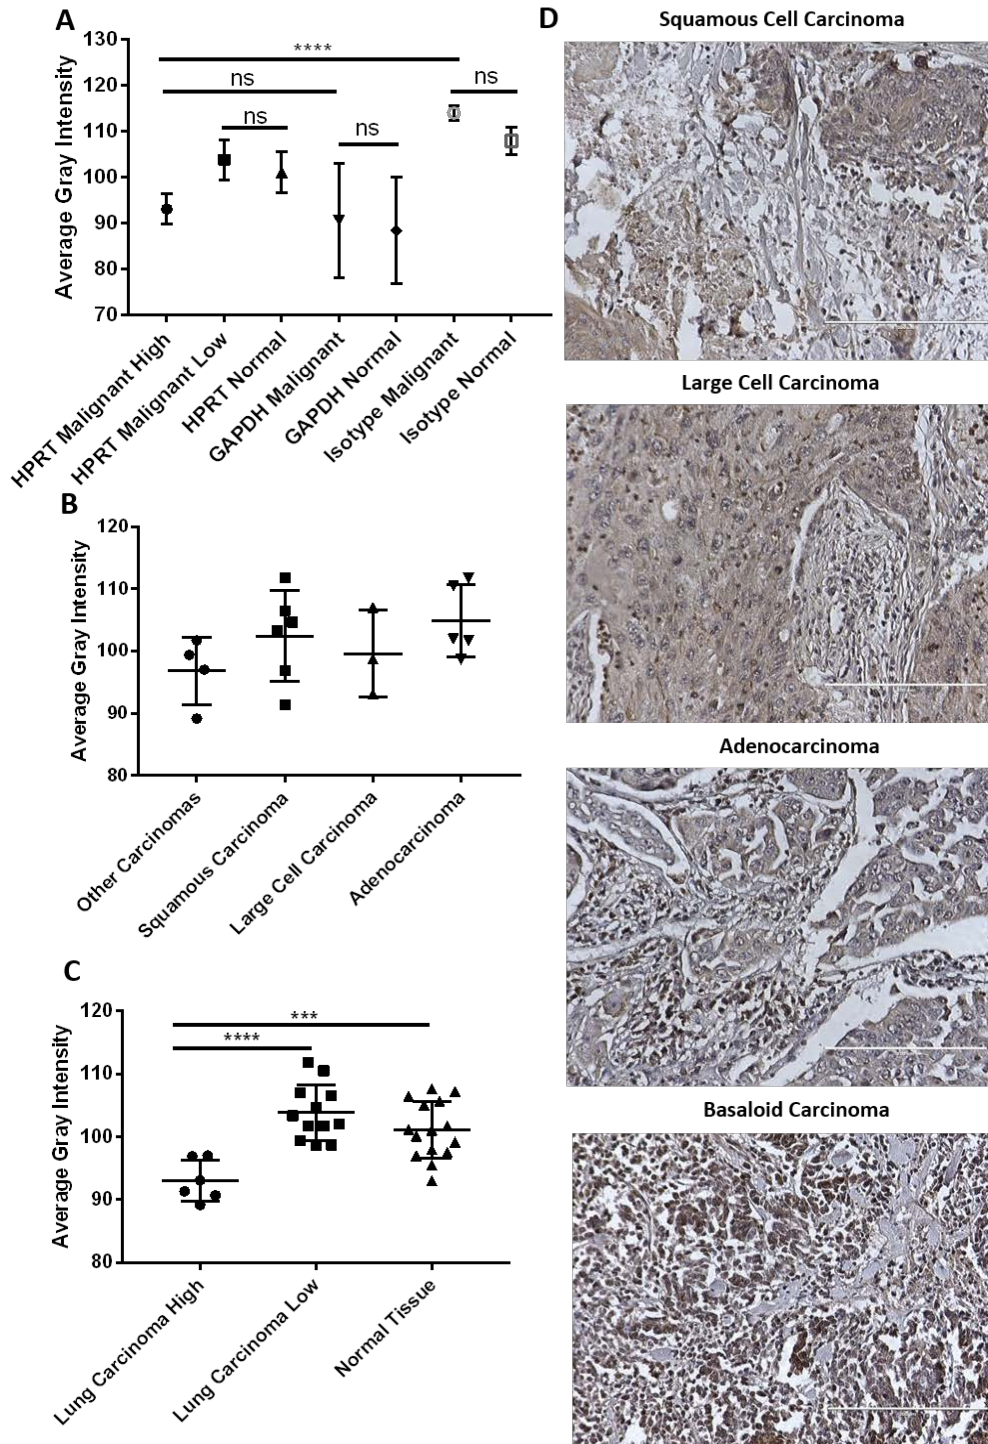 A
Average Gray Intensity
130
120
110
100
90
80
70
****
ns
ns
ns
ns
HPRT Malignant High
HPRT Malignant Low
HPRT Normal
GAPDH Malignant
GAPDH Normal
Isotype Malignant
Isotype Normal
B
Average Gray Intensity
120
110
100
90
80
Other Carcinomas
Squamous Carcinoma
Large Cell Carcinoma
Adenocarcinoma
C
Average Gray Intensity
120
110
100
90
80
***
****
Lung Carcinoma High
Lung Carcinoma Low
Normal Tissue
D
Squamous Cell Carcinoma
Large Cell Carcinoma
Adenocarcinoma
Basaloid Carcinoma